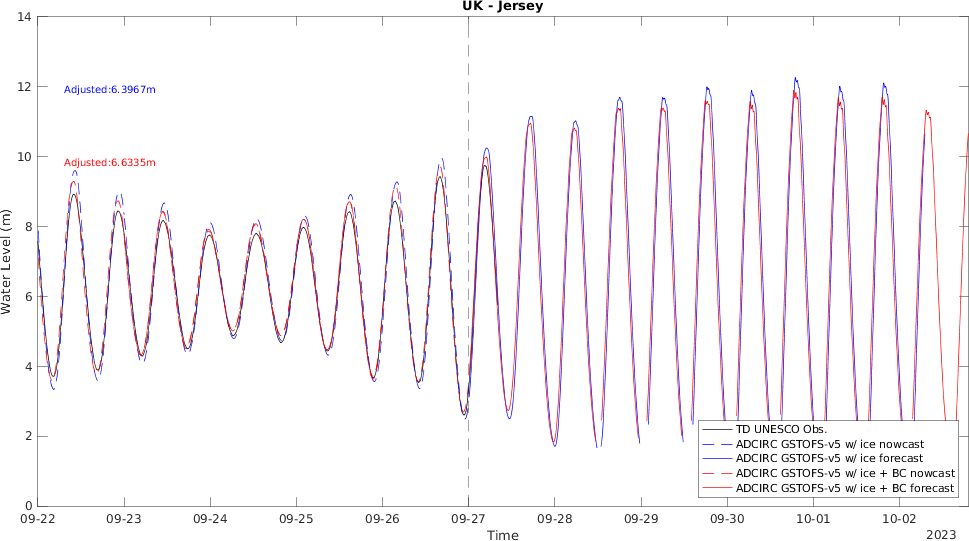 UK - Jersey
14
12
10
8
6
4
2
0
Water Level (m)
Adjusted:6.3967m
Adjusted:6.6335m
TD UNESCO Obs.
ADCIRC GSTOFS-v5 w/ ice nowcast
ADCIRC GSTOFS-v5 w/ ice forecast
ADCIRC GSTOFS-v5 w/ ice + BC nowcast
ADCIRC GSTOFS-v5 w/ ice + BC forecast
09-22 09-23 09-24 09-25 09-26 09-27 09-28 09-29 09-30 10-01 10-02
Time
2023